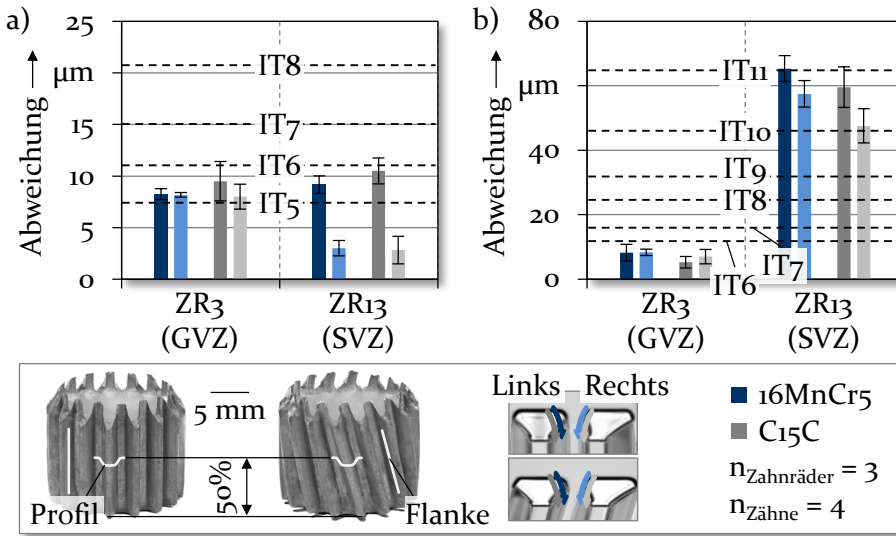 a)
Abweichung
25
µm
15
10
5
0
IT8
IT7
IT6
IT5
ZR3
(GVZ)
ZR13
(SVZ)
b)
Abweichung
80
µm
40
20
0
IT11
IT10
IT9
IT8
IT7
IT6
ZR3
(GVZ)
ZR13
(SVZ)
5 mm
50%
Profil
Flanke
Links Rechts
16MnCr5
C15C
nZahnräder = 3
nZähne = 4